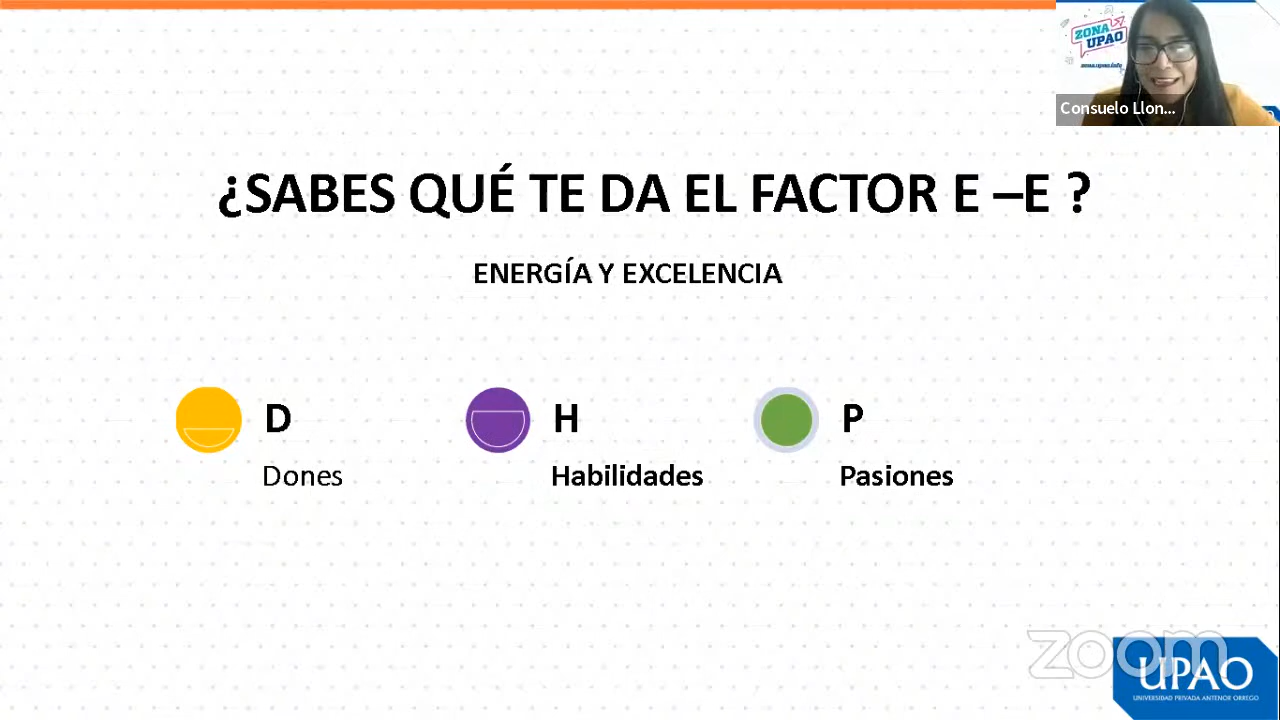 ZONA
UPAO
Consuelo Llon...
¿SABES QUÉ TE DA EL FACTOR E –E ?
ENERGÍA Y EXCELENCIA
D
H
P
Dones
Habilidades
Pasiones
zoom
UPAO
UNIVERSIDAD PRIVADA ANTENOR ORREGO